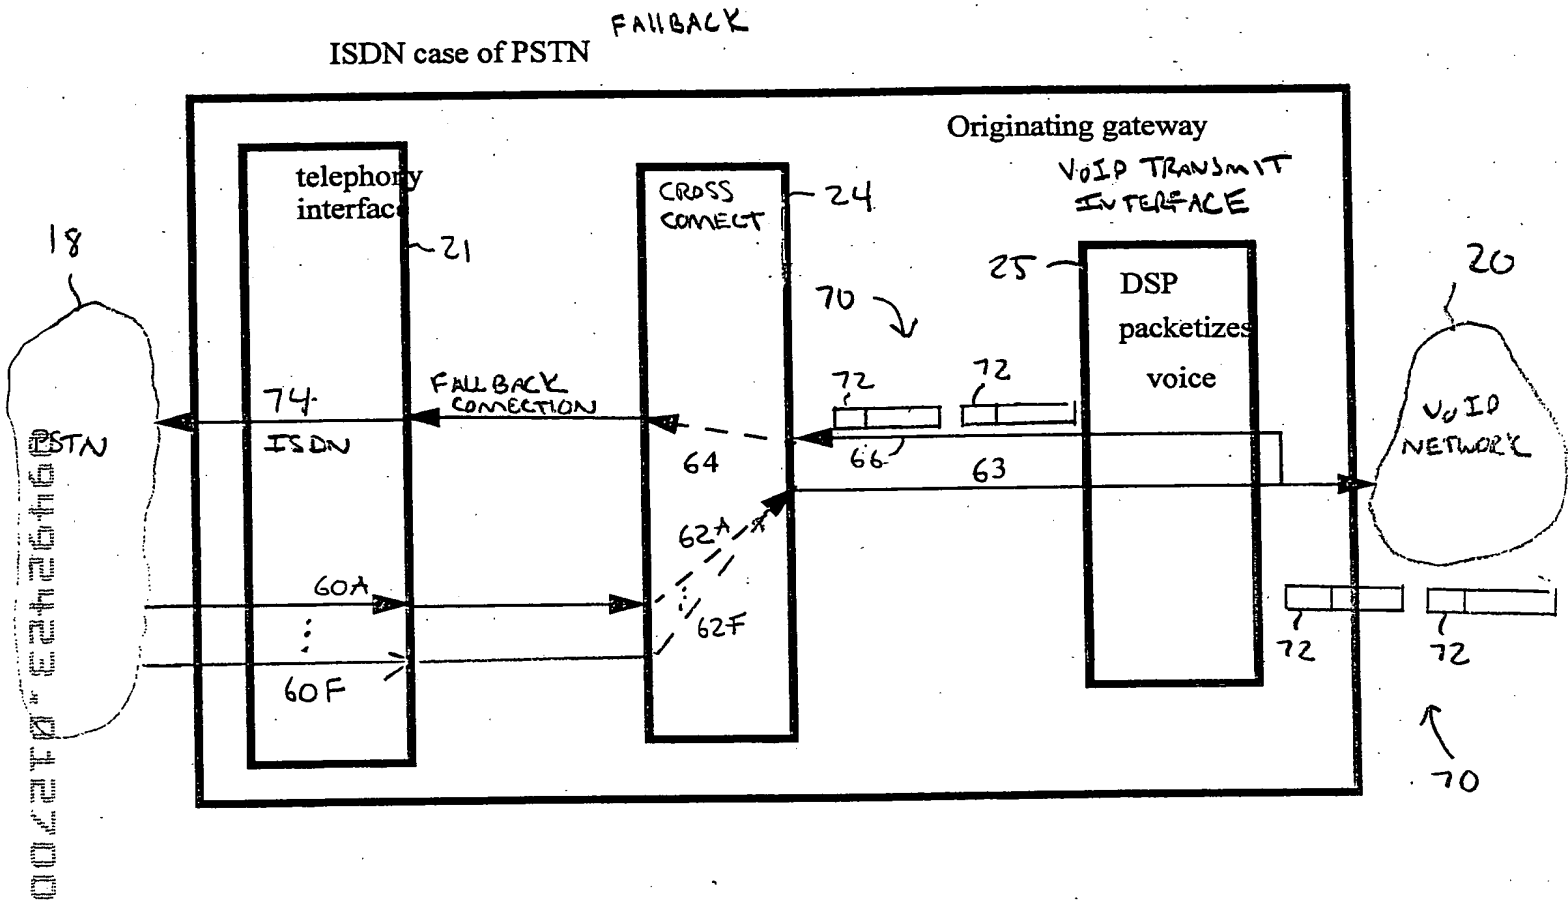 FALLBACK
ISDN case of PSTN
Originating gateway
VoIP TRANSMIT
INTERFACE
telephony
interface
CROSS
CONNECT
24
21
18
25
20
DSP
packetizes
voice
70
72
72
FALLBACK
CONNECTION
74
ISDN
PSTN
66
64
63
VoIP
NETWORK
62A
62F
60A
60F
72
72
70
09492423.012700